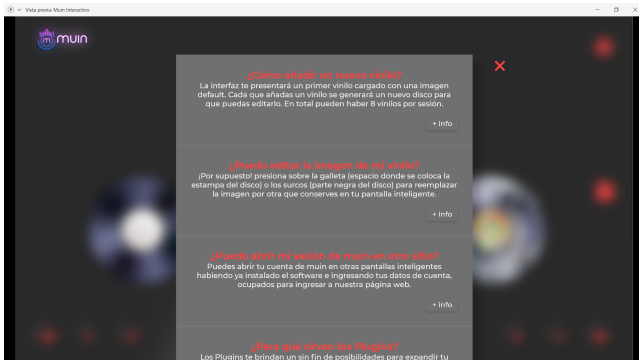 Vista previa: Muin Interactivo
muin
¿Cómo añadir un nuevo vinilo?
La interfaz te presentará un primer vinilo cargado con una imagen
default. Cada que añadas un vinilo se generará un nuevo disco para
que puedas editarlo. En total pueden haber 8 vinilos por sesión.
+ info
¿Puedo editar la imagen de mi vinilo?
¡Por supuesto! presiona sobre la galleta (espacio donde se coloca la
estampa del disco) o los surcos (parte negra del disco) para reemplazar
la imagen por otra que conserves en tu pantalla inteligente.
+ info
¿Puedo abrir mi sesión de muin en otro sitio?
Puedes abrir tu cuenta de muin en otras pantallas inteligentes
habiendo ya instalado el software e ingresando tus datos de cuenta,
ocupados para ingresar a nuestra página web.
+ info
¿Para que sirven los Plugins?
Los Plugins te brindan un sin fin de posibilidades para expandir tu